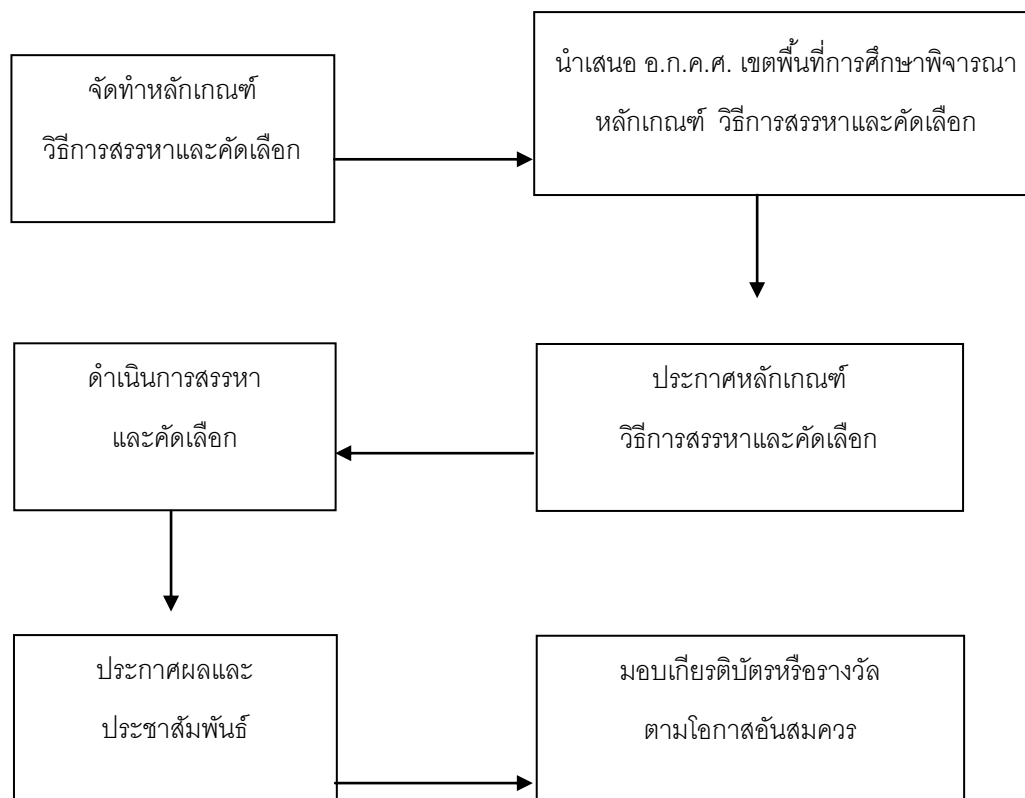 จัดทำหลักเกณฑ์
วิธีการสรรหาและคัดเลือก
นำเสนอ อ.ก.ค.ศ. เขตพื้นที่การศึกษาพิจารณา
หลักเกณฑ์ วิธีการสรรหาและคัดเลือก
ประกาศหลักเกณฑ์
วิธีการสรรหาและคัดเลือก
ดำเนินการสรรหา
และคัดเลือก
ประกาศผลและ
ประชาสัมพันธ์
มอบเกียรติบัตรหรือรางวัล
ตามโอกาสอันสมควร